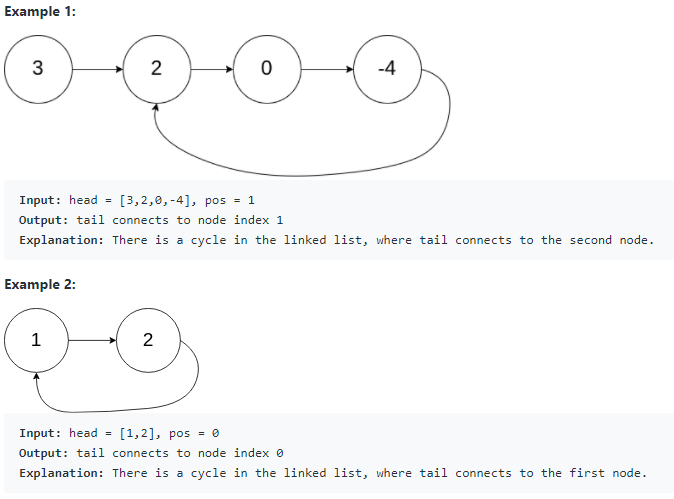 Example 1:
3 2 0 -4
Input: head = [3,2,0,-4], pos = 1
Output: tail connects to node index 1
Explanation: There is a cycle in the linked list, where tail connects to the second node.
Example 2:
1 2
Input: head = [1,2], pos = 0
Output: tail connects to node index 0
Explanation: There is a cycle in the linked list, where tail connects to the first node.